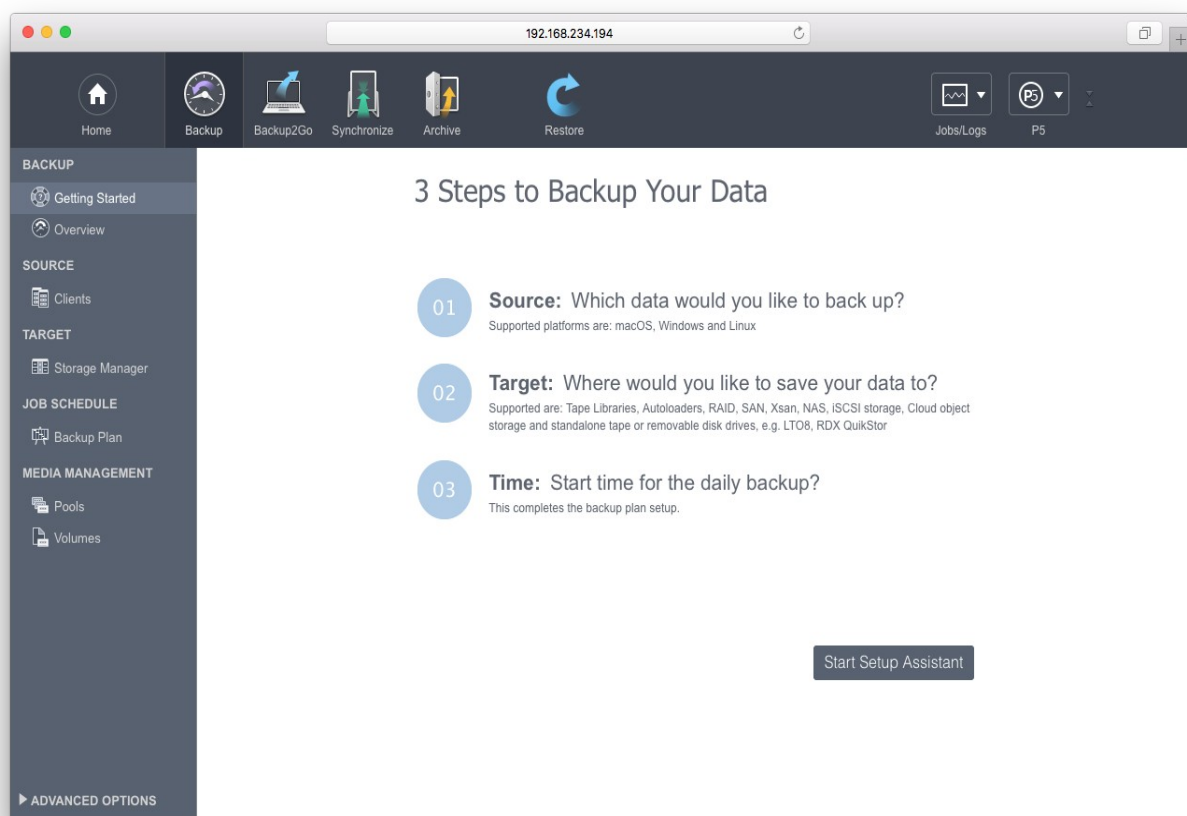 192.168.234.194
P5
Home
Backup
Backup2Go
Synchronize
Archive
Restore
Jobs/Logs
P5
BACKUP
Getting Started
Overview
SOURCE
Clients
TARGET
Storage Manager
JOB SCHEDULE
Backup Plan
MEDIA MANAGEMENT
Pools
Volumes
ADVANCED OPTIONS
3 Steps to Backup Your Data
01
Source: Which data would you like to back up?
Supported platforms are: macOS, Windows and Linux
02
Target: Where would you like to save your data to?
Supported are: Tape Libraries, Autoloaders, RAID, SAN, Xsan, NAS, iSCSI storage, Cloud object
storage and standalone tape or removable disk drives, e.g. LTO8, RDX QuikStor
03
Time: Start time for the daily backup?
This completes the backup plan setup.
Start Setup Assistant